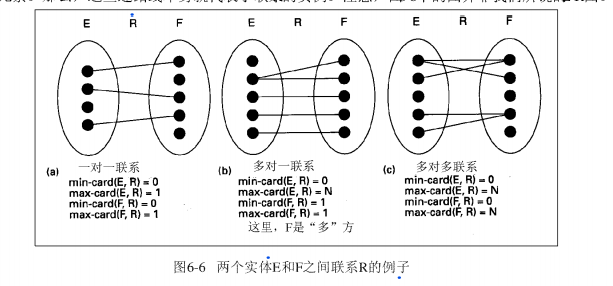 E R F E R F E R F
(a) 一对一联系
min-card(E, R) = 0
max-card(E, R) = 1
min-card(F, R) = 0
max-card(F, R) = 1
(b) 多对一联系
min-card(E, R) = 0
max-card(E, R) = N
min-card(F, R) = 1
max-card(F, R) = 1
这里，F是“多”方
(c) 多对多联系
min-card(E, R) = 0
max-card(E, R) = N
min-card(F, R) = 0
max-card(F, R) = N
图6-6 两个实体E和F之间联系R的例子